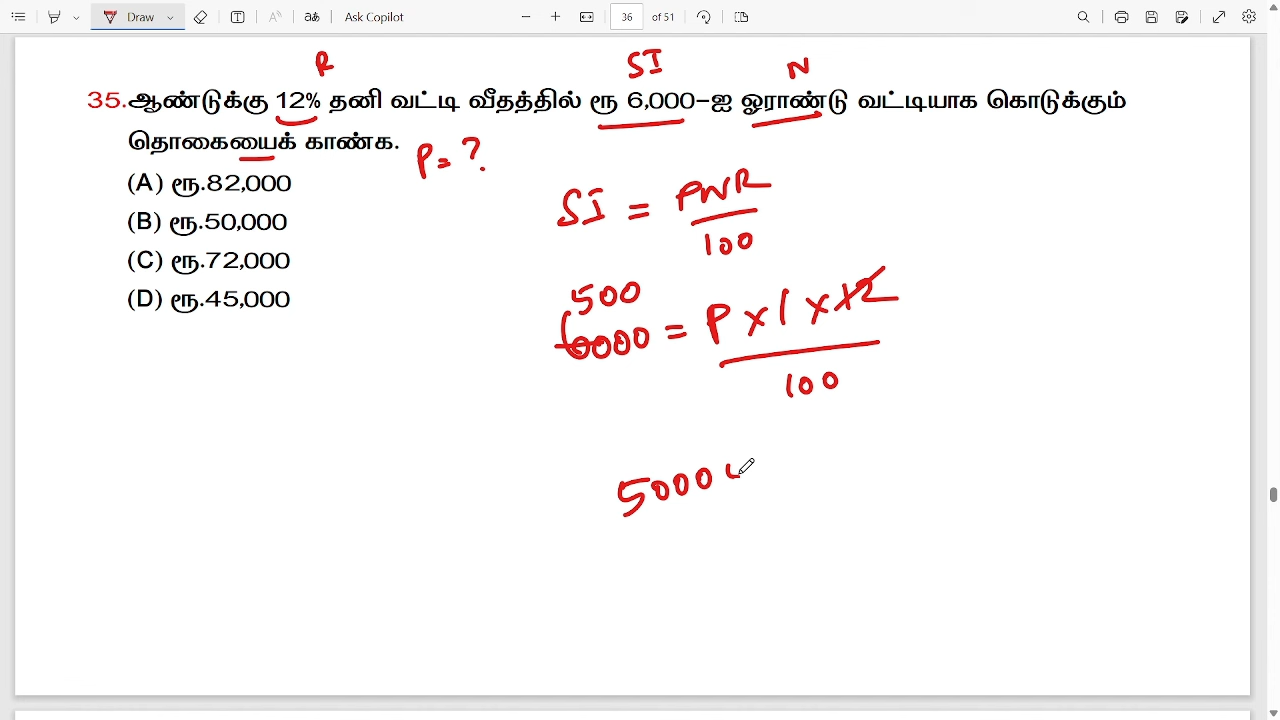 Draw
Ask Copilot
36 of 51
R SI N
35.ஆண்டுக்கு 12% தனி வட்டி வீதத்தில் ரூ 6,000-ஐ ஓராண்டு வட்டியாக கொடுக்கும்
தொகையைக் காண்க. P = ?
(A) ரூ.82,000
(B) ரூ.50,000
(C) ரூ.72,000
(D) ரூ.45,000
SI = PNR
100
500
6000 = P x 1 x 12
100
5000